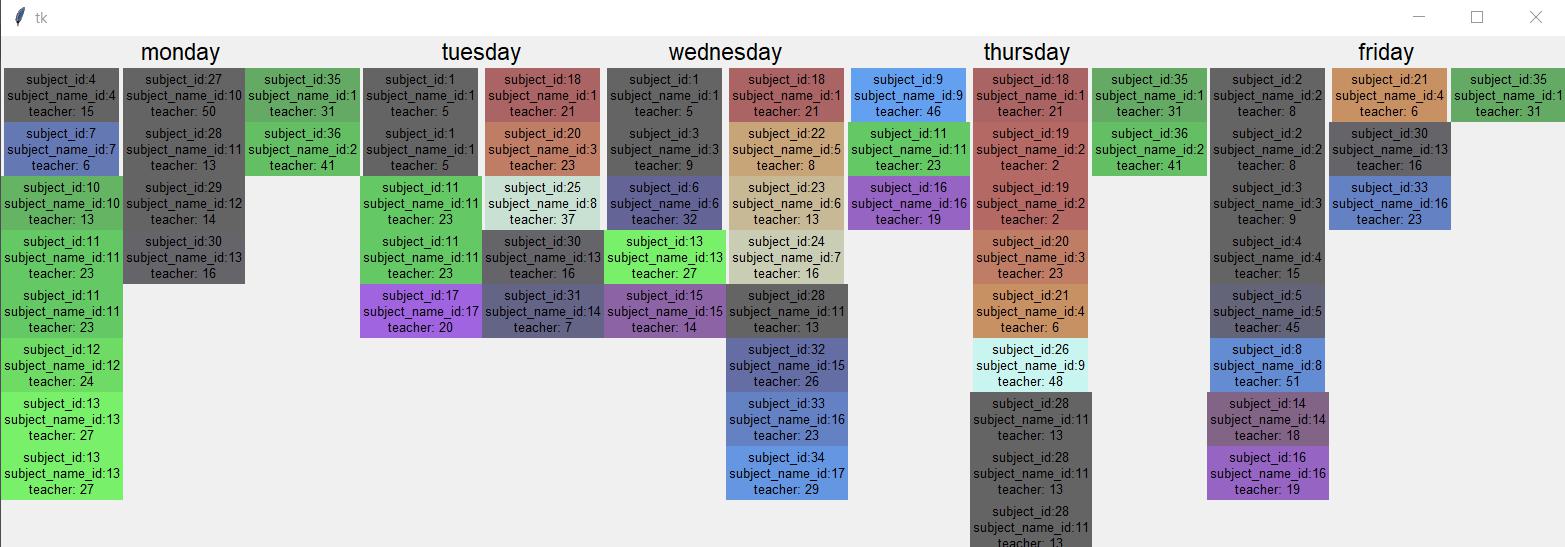 tk
monday
subject_id:4
subject_name_id:4
teacher: 15
subject_id:7
subject_name_id:7
teacher: 6
subject_id:10
subject_name_id:10
teacher: 13
subject_id:11
subject_name_id:11
teacher: 23
subject_id:11
subject_name_id:11
teacher: 23
subject_id:12
subject_name_id:12
teacher: 24
subject_id:13
subject_name_id:13
teacher: 27
subject_id:13
subject_name_id:13
teacher: 27
subject_id:27
subject_name_id:10
teacher: 50
subject_id:28
subject_name_id:11
teacher: 13
subject_id:29
subject_name_id:12
teacher: 14
subject_id:30
subject_name_id:13
teacher: 16
subject_id:35
subject_name_id:1
teacher: 31
subject_id:36
subject_name_id:2
teacher: 41
tuesday
subject_id:1
subject_name_id:1
teacher: 5
subject_id:1
subject_name_id:1
teacher: 5
subject_id:11
subject_name_id:11
teacher: 23
subject_id:11
subject_name_id:11
teacher: 23
subject_id:17
subject_name_id:17
teacher: 20
subject_id:18
subject_name_id:1
teacher: 21
subject_id:20
subject_name_id:3
teacher: 23
subject_id:25
subject_name_id:8
teacher: 37
subject_id:30
subject_name_id:13
teacher: 16
subject_id:31
subject_name_id:14
teacher: 7
wednesday
subject_id:1
subject_name_id:1
teacher: 5
subject_id:3
subject_name_id:3
teacher: 9
subject_id:6
subject_name_id:6
teacher: 32
subject_id:13
subject_name_id:13
teacher: 27
subject_id:15
subject_name_id:15
teacher: 14
subject_id:18
subject_name_id:1
teacher: 21
subject_id:22
subject_name_id:5
teacher: 8
subject_id:23
subject_name_id:6
teacher: 13
subject_id:24
subject_name_id:7
teacher: 16
subject_id:28
subject_name_id:11
teacher: 13
subject_id:32
subject_name_id:15
teacher: 26
subject_id:33
subject_name_id:16
teacher: 23
subject_id:34
subject_name_id:17
teacher: 29
thursday
subject_id:9
subject_name_id:9
teacher: 46
subject_id:11
subject_name_id:11
teacher: 23
subject_id:16
subject_name_id:16
teacher: 19
subject_id:18
subject_name_id:1
teacher: 21
subject_id:19
subject_name_id:2
teacher: 2
subject_id:19
subject_name_id:2
teacher: 2
subject_id:20
subject_name_id:3
teacher: 23
subject_id:21
subject_name_id:4
teacher: 6
subject_id:26
subject_name_id:9
teacher: 48
subject_id:28
subject_name_id:11
teacher: 13
subject_id:28
subject_name_id:11
teacher: 13
subject_id:28
subject_name_id:11
teacher: 13
subject_id:35
subject_name_id:1
teacher: 31
subject_id:36
subject_name_id:2
teacher: 41
friday
subject_id:2
subject_name_id:2
teacher: 8
subject_id:2
subject_name_id:2
teacher: 8
subject_id:3
subject_name_id:3
teacher: 9
subject_id:4
subject_name_id:4
teacher: 15
subject_id:5
subject_name_id:5
teacher: 45
subject_id:8
subject_name_id:8
teacher: 51
subject_id:14
subject_name_id:14
teacher: 18
subject_id:16
subject_name_id:16
teacher: 19
subject_id:21
subject_name_id:4
teacher: 6
subject_id:30
subject_name_id:13
teacher: 16
subject_id:33
subject_name_id:16
teacher: 23
subject_id:35
subject_name_id:1
teacher: 31